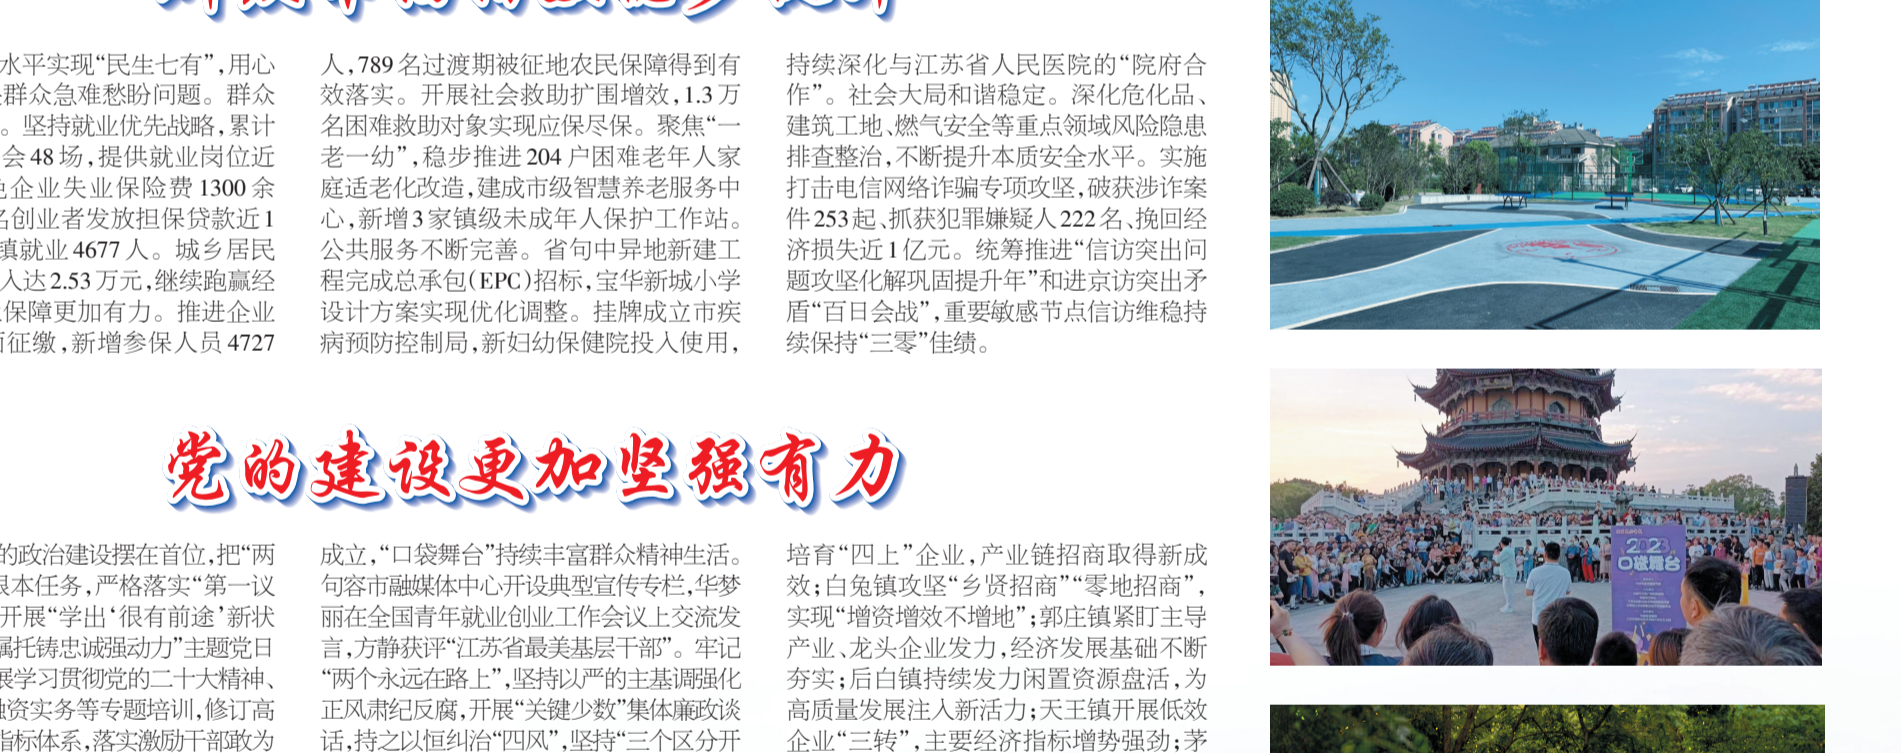 水平实现“民生七有”，用心
群众急难愁盼问题。群众
。坚持就业优先战略，累计
会48场，提供就业岗位近
企业失业保险费1300余
名创业者发放担保贷款近1
镇就业4677人。城乡居民
入达2.53万元，继续跑赢经
保障更加有力。推进企业
征缴，新增参保人员4727
人，789名过渡期被征地农民保障得到有
效落实。开展社会救助扩围增效，1.3万
名困难救助对象实现应保尽保。聚焦“一
老一幼”，稳步推进204户困难老年人家
庭适老化改造，建成市级智慧养老服务中
心，新增3家镇级未成年人保护工作站。
公共服务不断完善。省句中异地新建工
程完成总承包（EPC）招标，宝华新城小学
设计方案实现优化调整。挂牌成立市疾
病预防控制局，新妇幼保健院投入使用，
持续深化与江苏省人民医院的“院府合
作”。社会大局和谐稳定。深化危化品、
建筑工地、燃气安全等重点领域风险隐患
排查整治，不断提升本质安全水平。实施
打击电信网络诈骗专项攻坚，破获涉诈案
件253起、抓获犯罪嫌疑人222名、挽回经
济损失近1亿元。统筹推进“信访突出问
题攻坚化解巩固提升年”和进京访突出矛
盾“百日会战”，重要敏感节点信访维稳持
续保持“三零”佳绩。
党的建设更加坚强有力
的政治建设摆在首位，把“两
根本任务，严格落实“第一议
开展“学出‘很有前途’新状
嘱托铸忠诚强动力”主题党日
展学习贯彻党的二十大精神、
融资实务等专题培训，修订高
指标体系，落实激励干部敢为
成立，“口袋舞台”持续丰富群众精神生活。
句容市融媒体中心开设典型宣传专栏，华梦
丽在全国青年就业创业工作会议上交流发
言，方静获评“江苏省最美基层干部”。牢记
“两个永远在路上”，坚持以严的主基调强化
正风肃纪反腐，开展“关键少数”集体廉政谈
话，持之以恒纠治“四风”，坚持“三个区分开
培育“四上”企业，产业链招商取得新成
效；白兔镇攻坚“乡贤招商”“零地招商”，
实现“增资增效不增地”；郭庄镇紧盯主导
产业、龙头企业发力，经济发展基础不断
夯实；后白镇持续发力闲置资源盘活，为
高质量发展注入新活力；天王镇开展低效
企业“三转”，主要经济指标增势强劲；茅
2023
口袋舞台